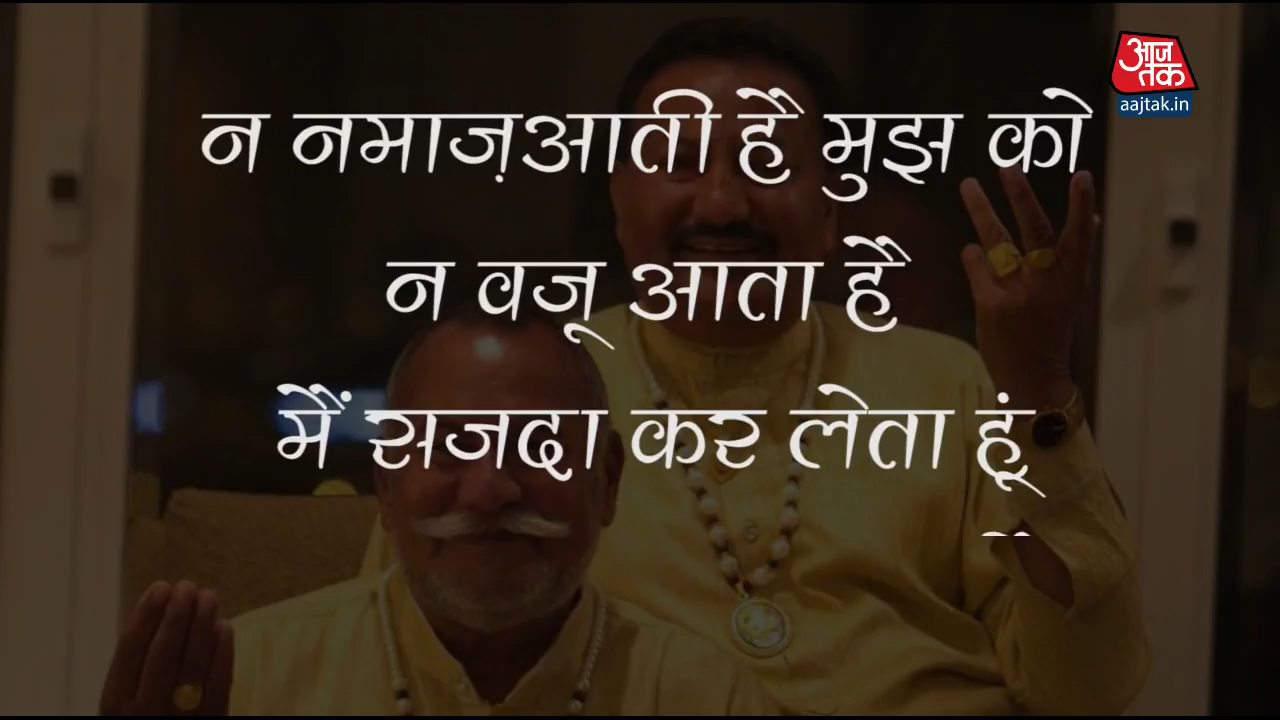 आज
तक
aajtak.in
न नमाज़आती है मुझ को
न वजू आता है
मैं सजदा कर लेता हूं